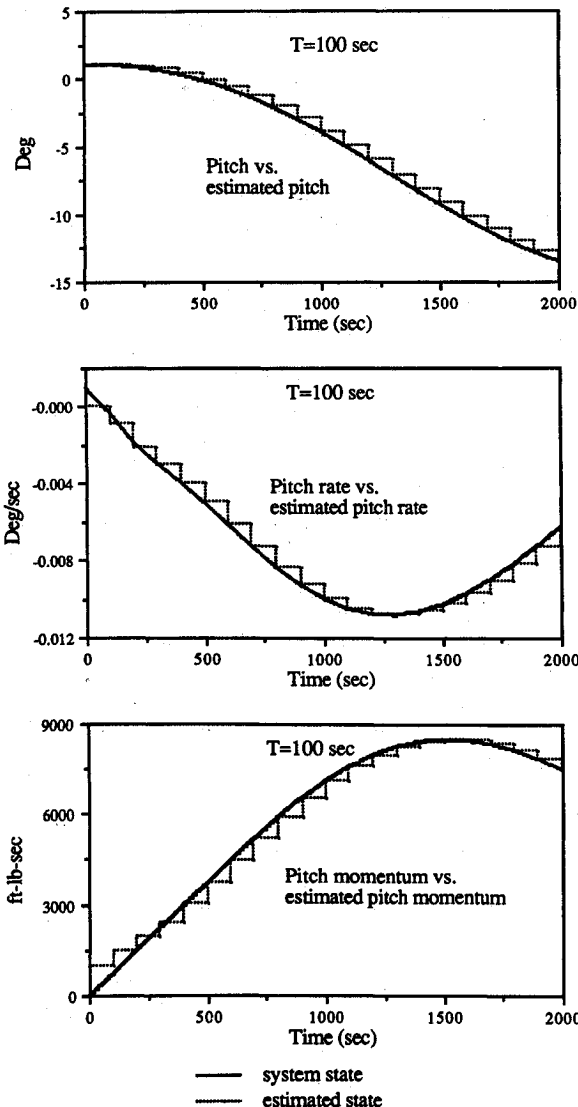 5
T=100 sec
0
Deg
-5
Pitch vs.
estimated pitch
-10
-15
0 500 1000 1500 2000
Time (sec)
T=100 sec
-0.000
Deg/sec
-0.004
Pitch rate vs.
estimated pitch rate
-0.008
-0.012
0 500 1000 1500 2000
Time (sec)
9000
T=100 sec
6000
ft-lb-sec
3000
Pitch momentum vs.
estimated pitch momentum
0
0 500 1000 1500 2000
Time (sec)
system state
estimated state